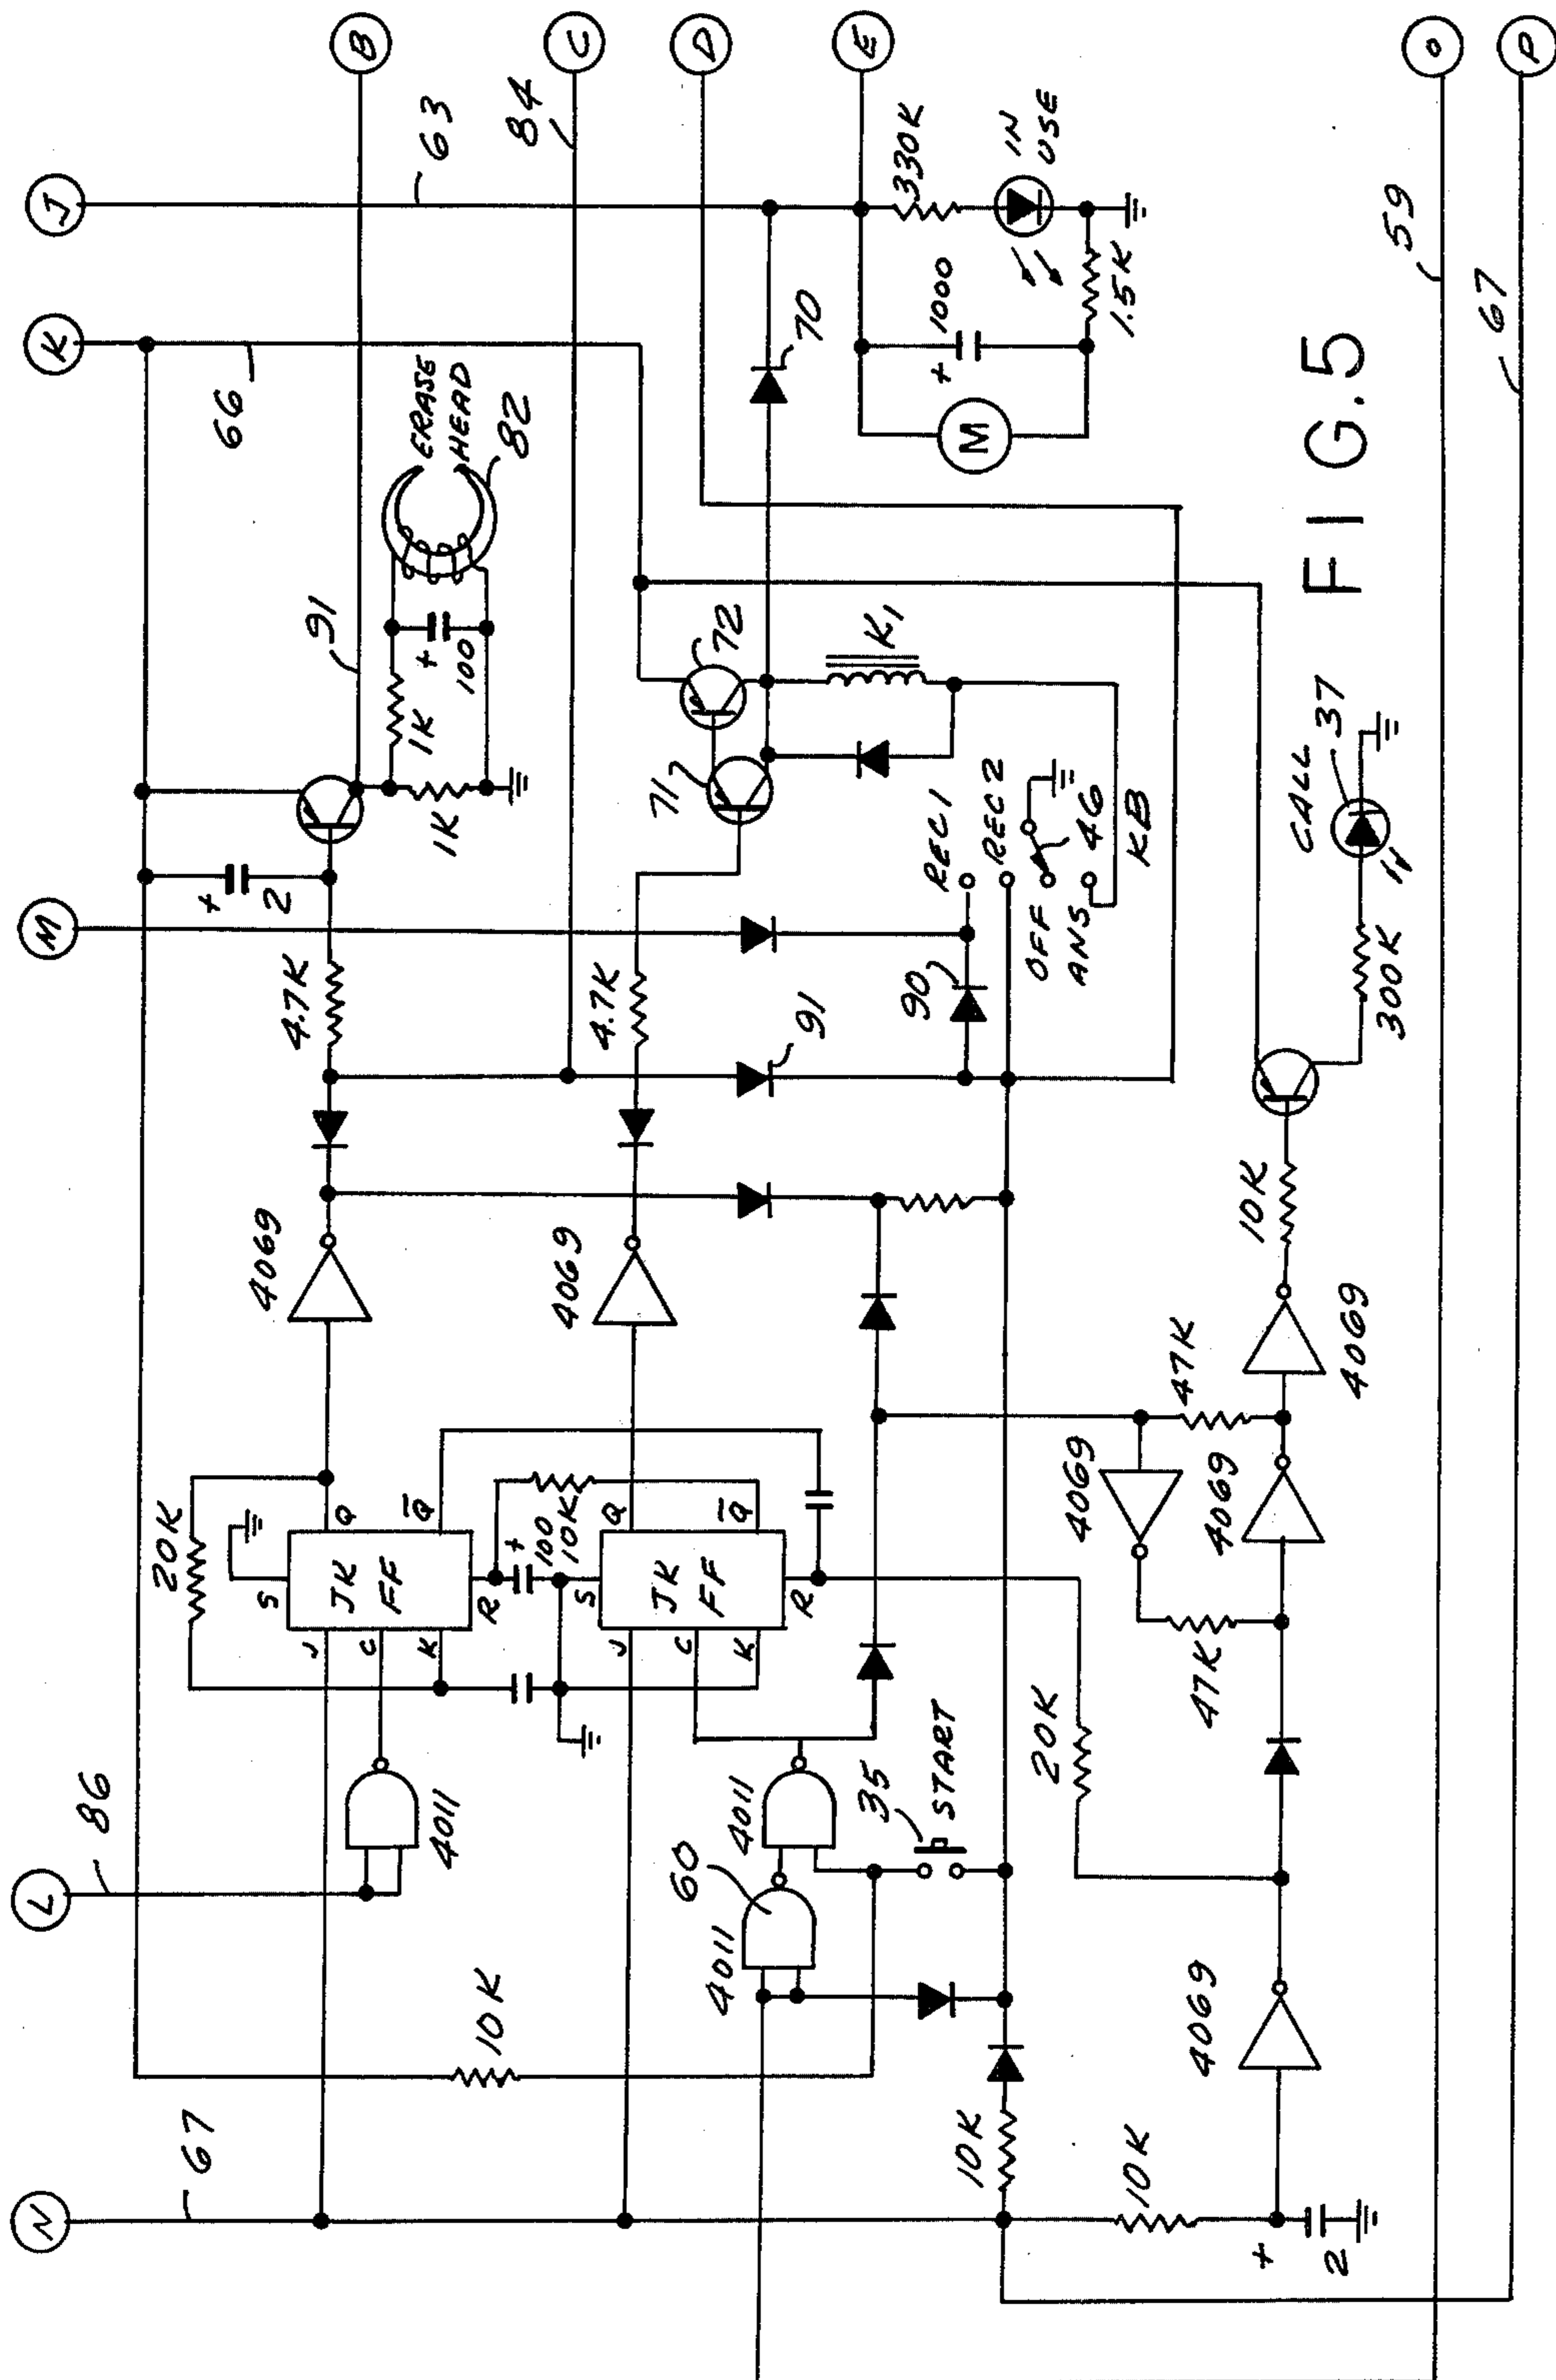 N
67
L
86
M
K
66
J
63
B
C
84
D
E
O
P
59
67
20K
S
J
C
K
Q
Q̅
R
JK
FF
4011
4069
4.7K
+
2
91
1K
1K
+
100
ERASE
HEAD
82
10K
+
100
10K
S
J
C
K
Q
Q̅
R
JK
FF
4011
60
4011
35
START
4069
4.7K
71
72
K1
70
90
91
REC1
REC2
OFF
ANS
46
KB
M
+
1000
330K
IN
USE
1.5K
10K
10K
+
2
4069
20K
47K
4069
4069
47K
4069
10K
300K
CALL
37
FIG.5